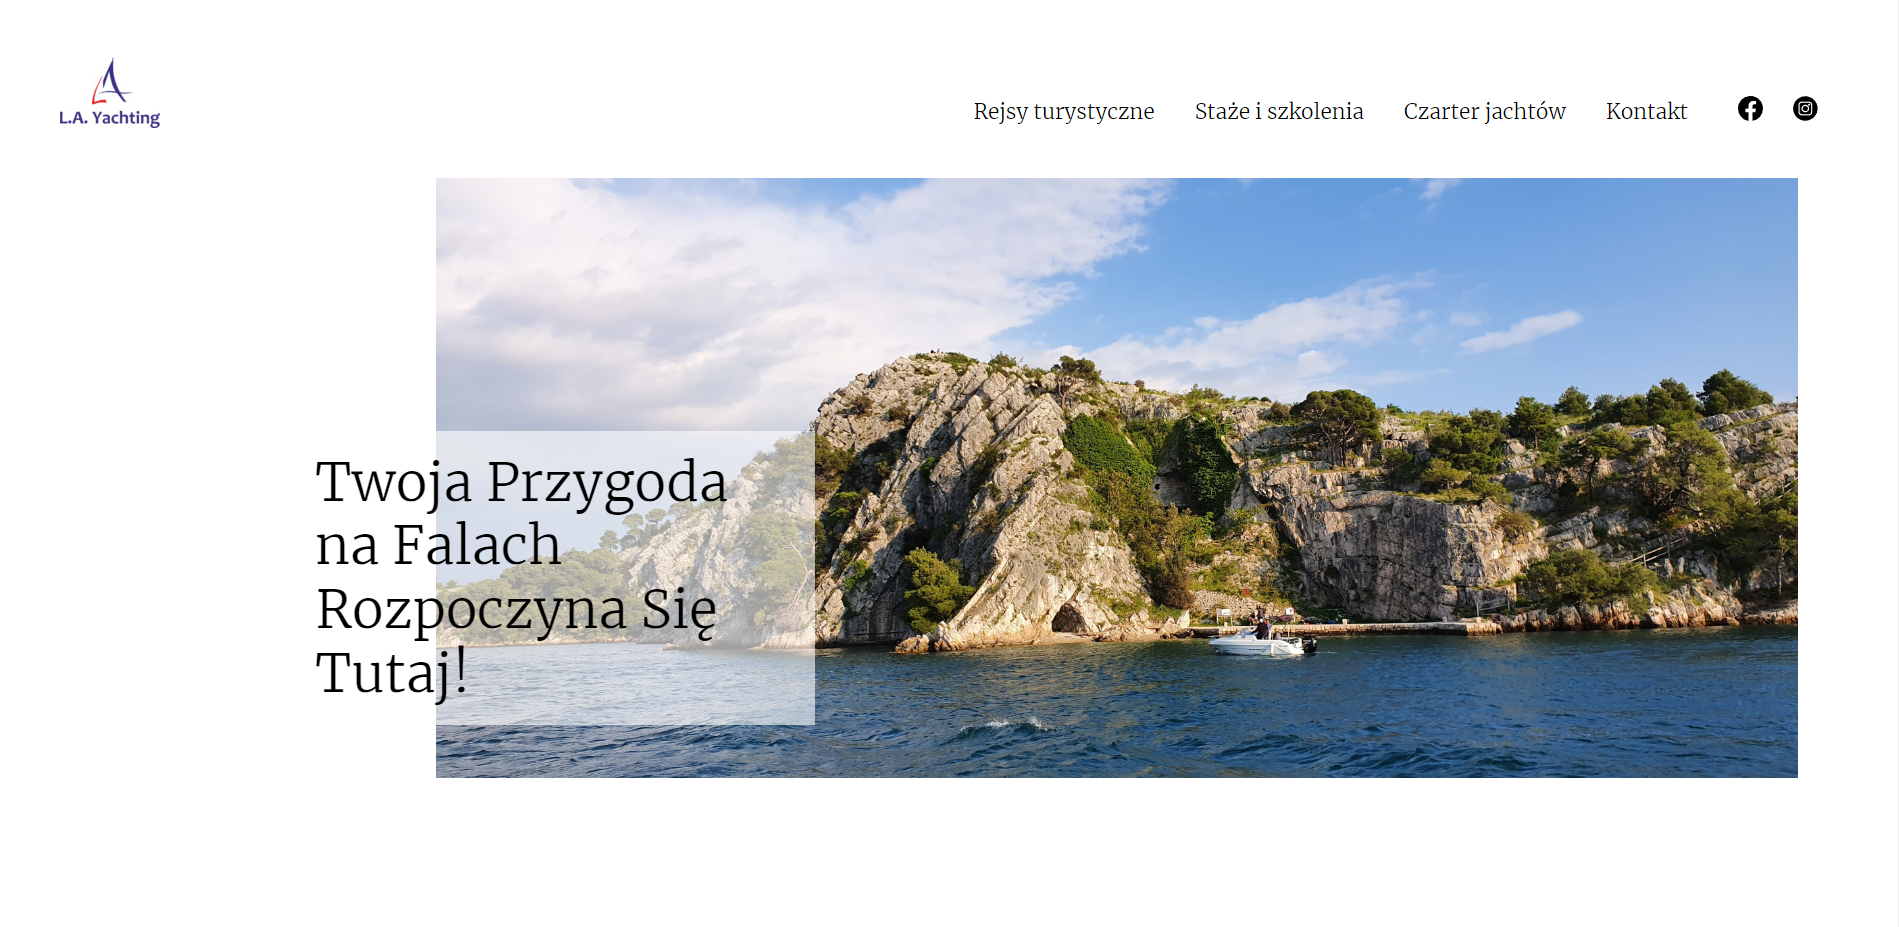 L.A. Yachting
Rejsy turystyczne Staże i szkolenia Czarter jachtów Kontakt
Twoja Przygoda
na Falach
Rozpoczyna Się
Tutaj!